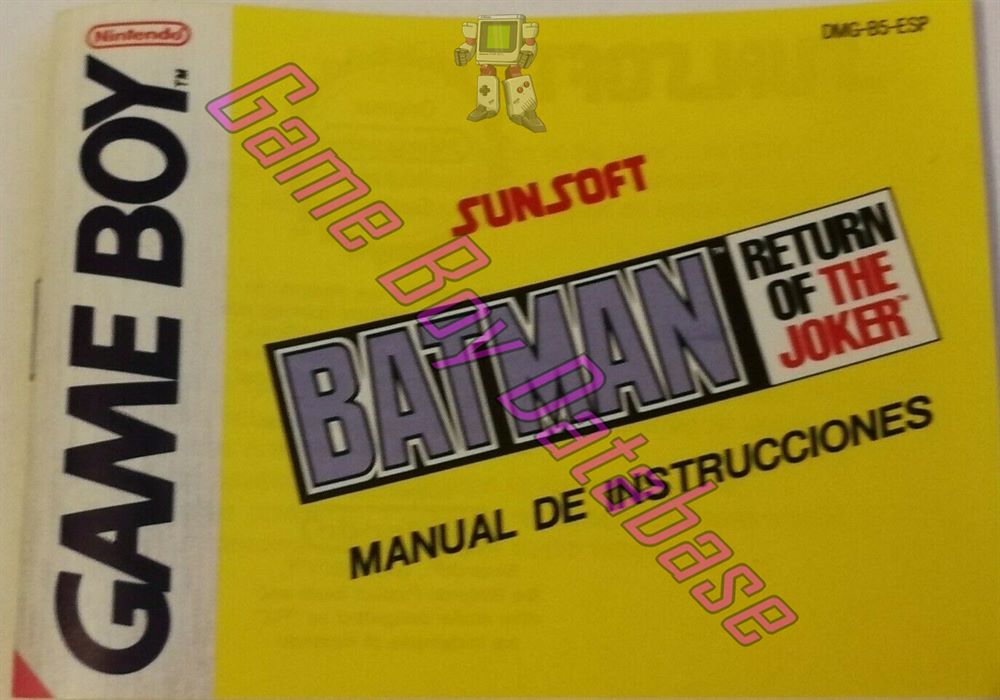 Nintendo
GAME BOY™
DMG-B5-ESP
SUNSOFT
BATMAN™
RETURN
OF THE
JOKER™
MANUAL DE INSTRUCCIONES
Game Boy Database